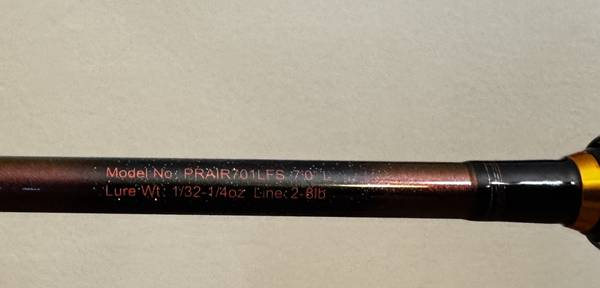 Model No: PRAIR701LFS 7'0" L
Lure Wt: 1/32-1/4oz Line: 2-8lb